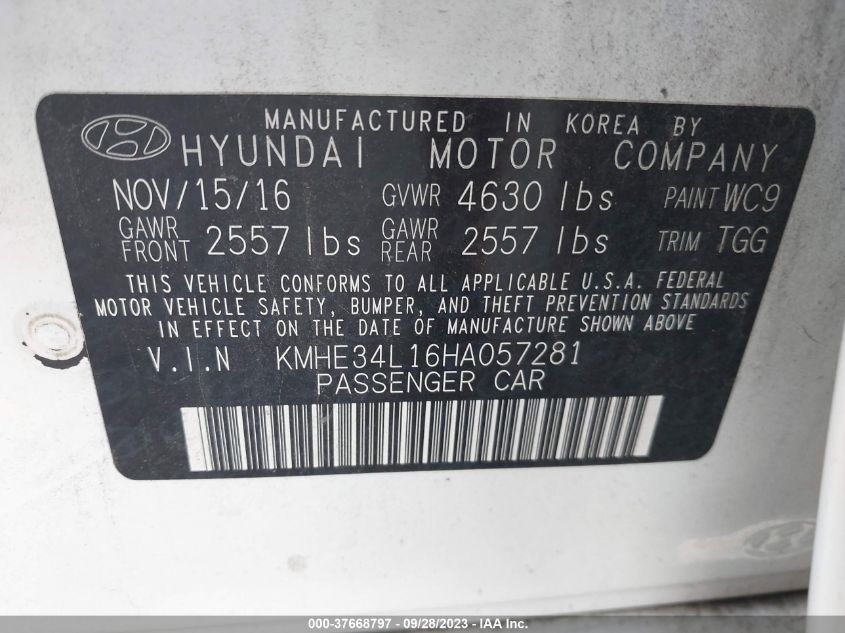 MANUFACTURED IN KOREA BY
HYUNDAI MOTOR COMPANY
NOV/15/16 GVWR 4630 lbs PAINT WC9
GAWR FRONT 2557 lbs GAWR REAR 2557 lbs TRIM TGG
THIS VEHICLE CONFORMS TO ALL APPLICABLE U.S.A. FEDERAL
MOTOR VEHICLE SAFETY, BUMPER, AND THEFT PREVENTION STANDARDS
IN EFFECT ON THE DATE OF MANUFACTURE SHOWN ABOVE
V.I.N KMHE34L16HA057281
PASSENGER CAR
000-37668797 - 09/28/2023 - IAA Inc.